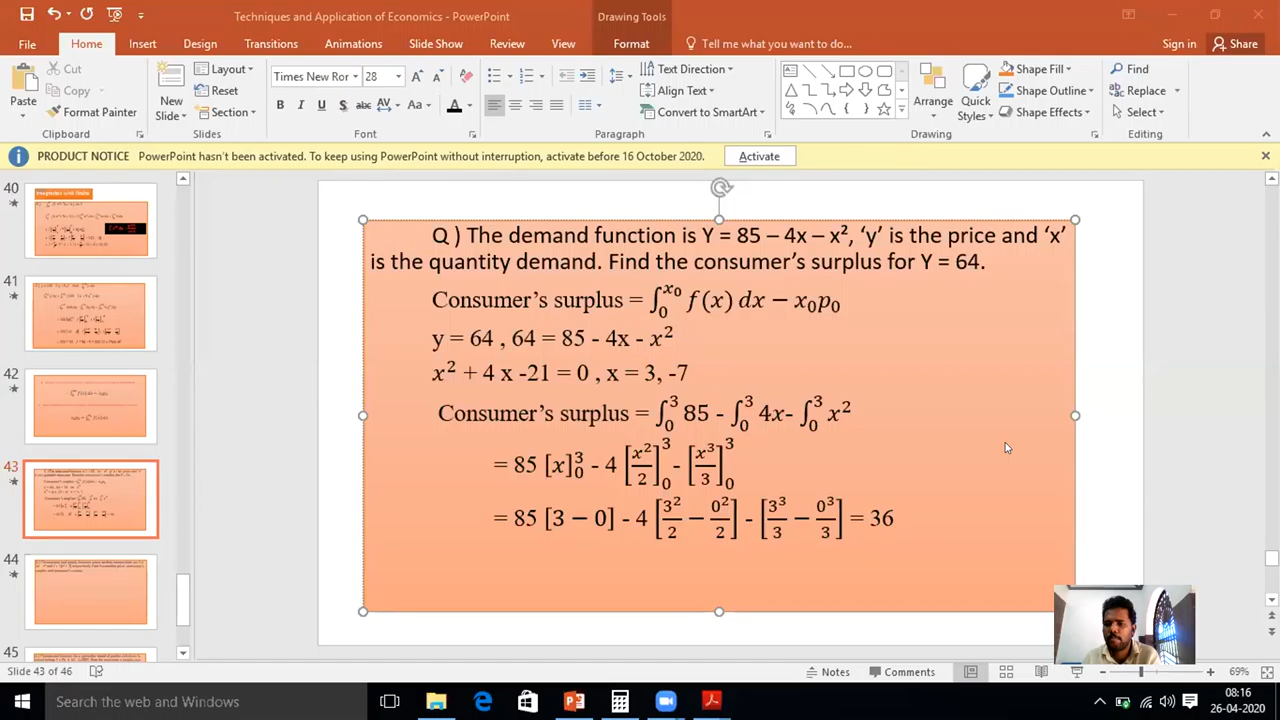 Techniques and Application of Economics - PowerPoint
Drawing Tools
File Home Insert Design Transitions Animations Slide Show Review View Format Tell me what you want to do... Sign in Share
Paste Cut Copy Format Painter Clipboard
New Slide Layout Reset Section Slides
Times New Ror 28 B I U S abc AV Aa A Font
Text Direction Align Text Convert to SmartArt Paragraph
Arrange Quick Styles Shape Fill Shape Outline Shape Effects Drawing
Find Replace Select Editing
PRODUCT NOTICE PowerPoint hasn't been activated. To keep using PowerPoint without interruption, activate before 16 October 2020. Activate
40
41
42
43
44
45
Q ) The demand function is Y = 85 – 4x – x², ‘y’ is the price and ‘x’
is the quantity demand. Find the consumer’s surplus for Y = 64.
Consumer’s surplus = ∫₀^x₀ f(x) dx − x₀p₀
y = 64 , 64 = 85 - 4x - x²
x² + 4 x -21 = 0 , x = 3, -7
Consumer’s surplus = ∫₀³ 85 - ∫₀³ 4x- ∫₀³ x²
= 85 [x]₀³ - 4 [x²/2]₀³ - [x³/3]₀³
= 85 [3 − 0] - 4 [3²/2 − 0²/2] - [3³/3 − 0³/3] = 36
Slide 43 of 46 Notes Comments 69%
Search the web and Windows
08:16
26-04-2020